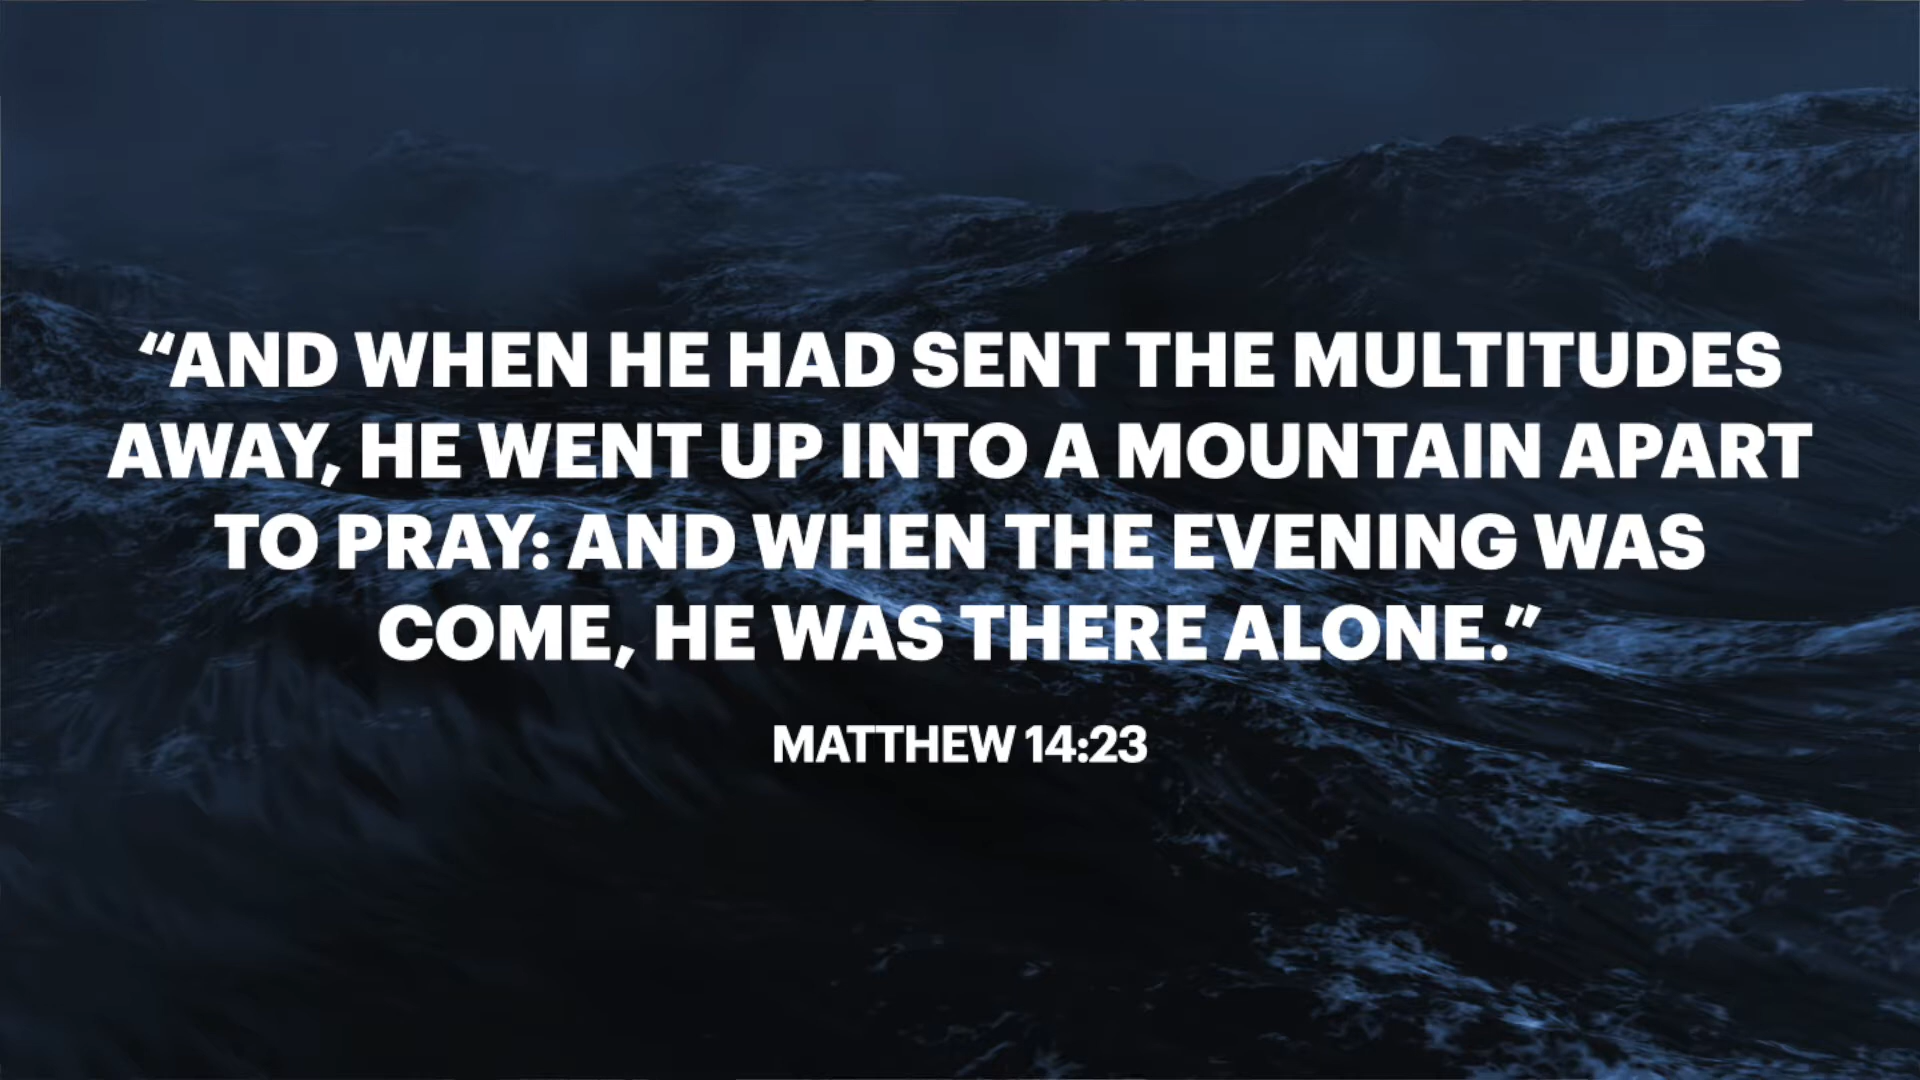 “AND WHEN HE HAD SENT THE MULTITUDES
AWAY, HE WENT UP INTO A MOUNTAIN APART
TO PRAY: AND WHEN THE EVENING WAS
COME, HE WAS THERE ALONE.”
MATTHEW 14:23